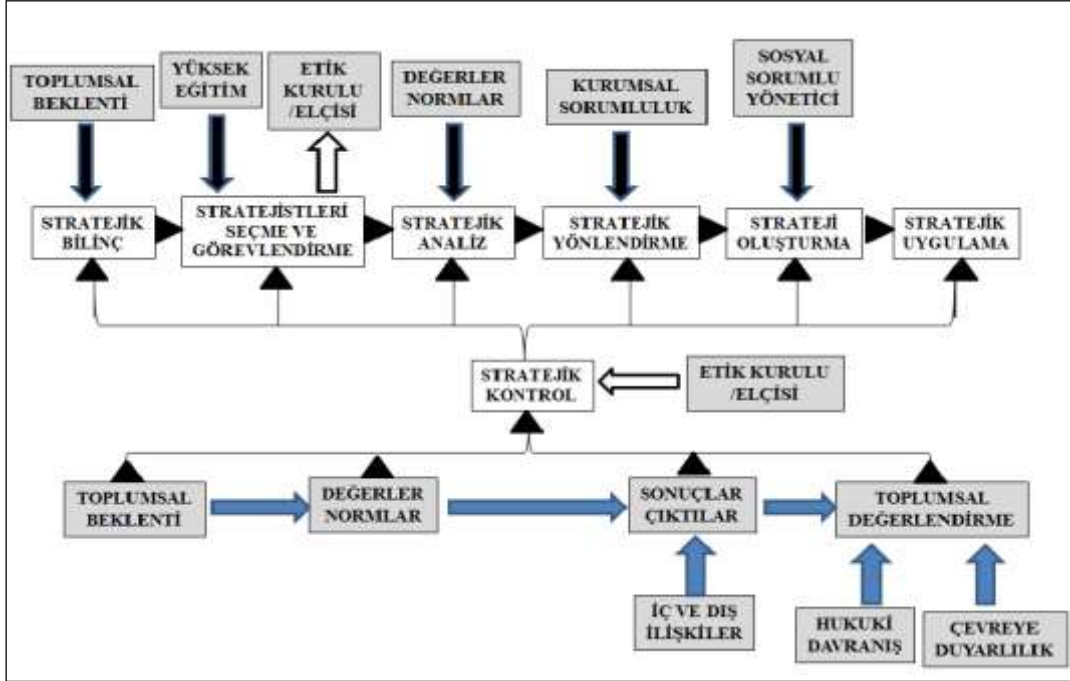 TOPLUMSAL
BEKLENTİ
YÜKSEK
EĞİTİM
ETİK
KURULU
/ELÇİSİ
DEĞERLER
NORMLAR
KURUMSAL
SORUMLULUK
SOSYAL
SORUMLU
YÖNETİCİ
STRATEJİK
BİLİNÇ
STRATEJİSTLERİ
SEÇME VE
GÖREVLENDİRME
STRATEJİK
ANALİZ
STRATEJİK
YÖNLENDİRME
STRATEJİ
OLUŞTURMA
STRATEJİK
UYGULAMA
STRATEJİK
KONTROL
ETİK KURULU
/ELÇİSİ
TOPLUMSAL
BEKLENTİ
DEĞERLER
NORMLAR
SONUÇLAR
ÇIKTILAR
TOPLUMSAL
DEĞERLENDİRME
İÇ VE DIŞ
İLİŞKİLER
HUKUKİ
DAVRANIŞ
ÇEVREYE
DUYARLILIK